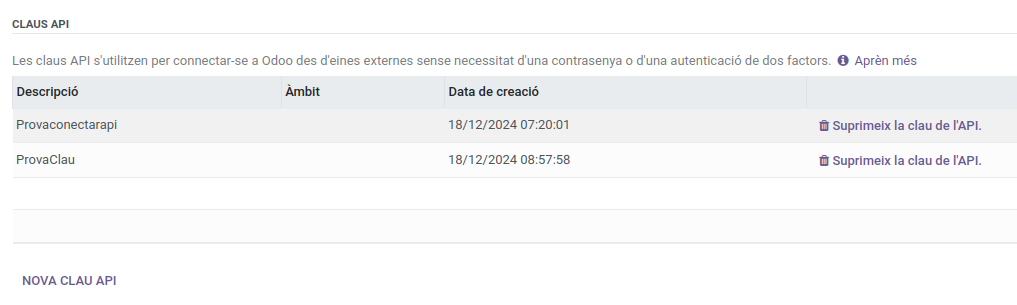 CLAUS API
Les claus API s'utilitzen per connectar-se a Odoo des d'eines externes sense necessitat d'una contrasenya o d'una autenticació de dos factors. Aprèn més
Descripció Àmbit Data de creació
Provaconectarapi 18/12/2024 07:20:01 Suprimeix la clau de l'API.
ProvaClau 18/12/2024 08:57:58 Suprimeix la clau de l'API.
NOVA CLAU API